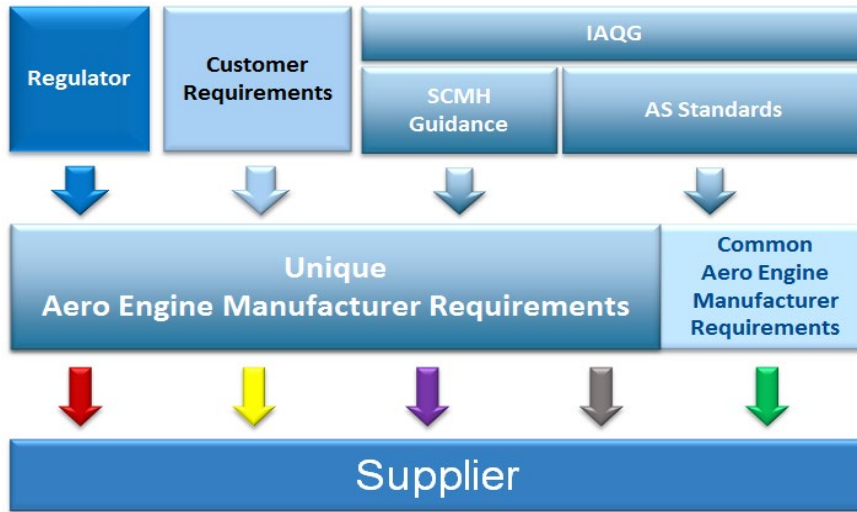 Regulator
Customer
Requirements
IAQG
SCMH
Guidance
AS Standards
Unique
Aero Engine Manufacturer Requirements
Common
Aero Engine
Manufacturer
Requirements
Supplier